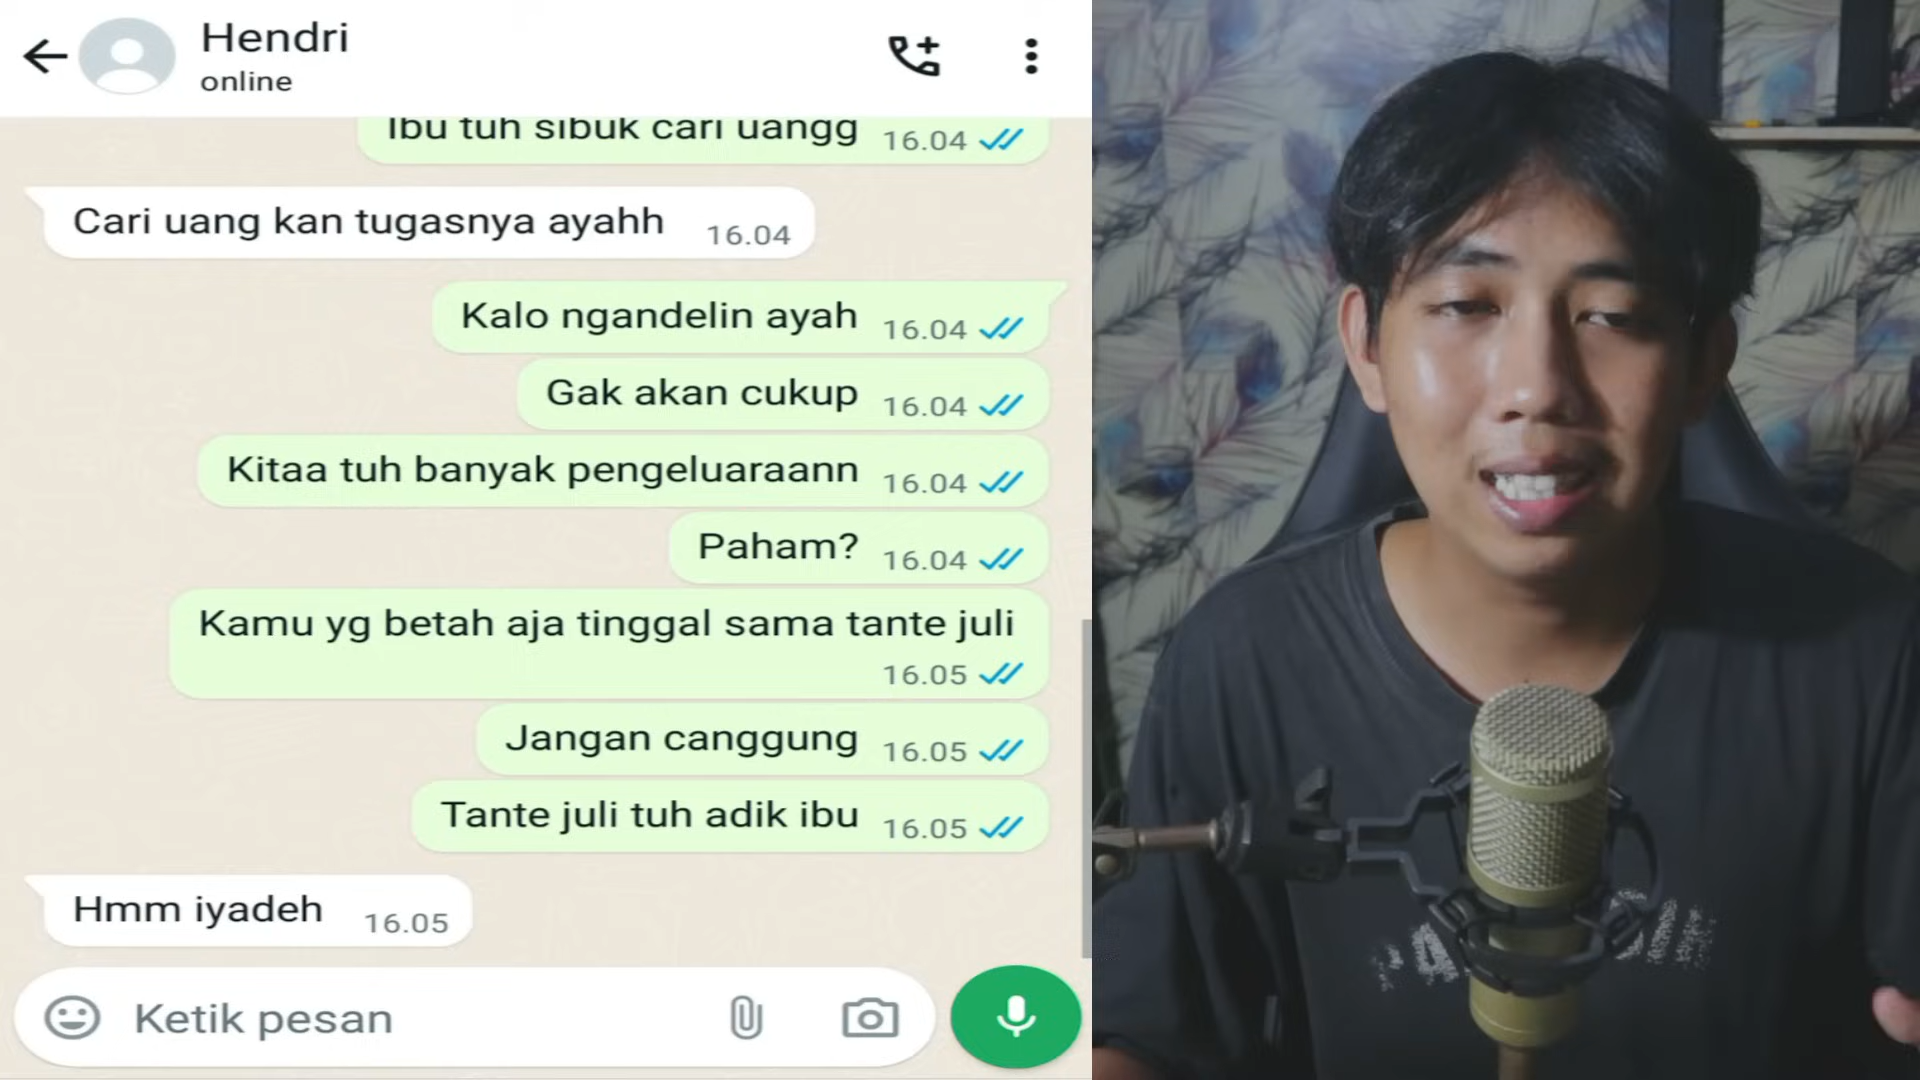 Hendri
online
Ibu tuh sibuk cari uangg 16.04
Cari uang kan tugasnya ayahh 16.04
Kalo ngandelin ayah 16.04
Gak akan cukup 16.04
Kitaa tuh banyak pengeluaraann 16.04
Paham? 16.04
Kamu yg betah aja tinggal sama tante juli
16.05
Jangan canggung 16.05
Tante juli tuh adik ibu 16.05
Hmm iyadeh 16.05
Ketik pesan